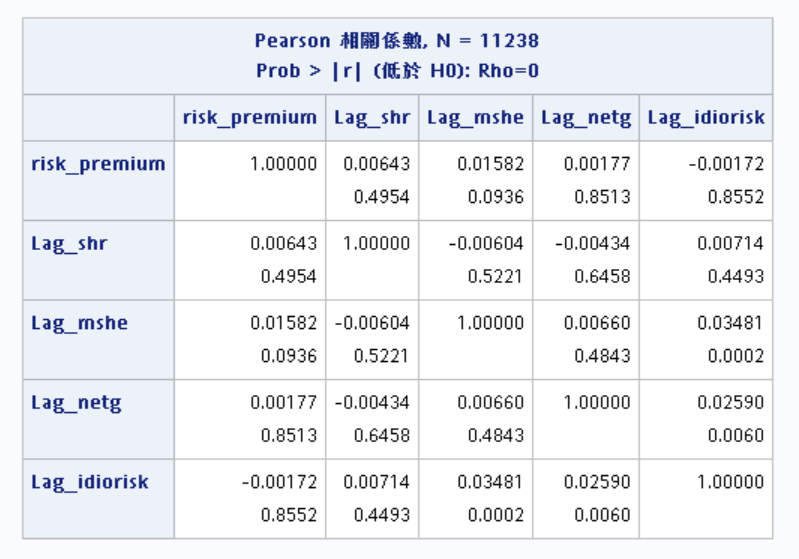 Pearson 相關係數, N = 11238
Prob > |r| (低於 H0): Rho=0
risk_premium Lag_shr Lag_mshe Lag_netg Lag_idiorisk
risk_premium 1.00000 0.00643 0.01582 0.00177 -0.00172
0.4954 0.0936 0.8513 0.8552
Lag_shr 0.00643 1.00000 -0.00604 -0.00434 0.00714
0.4954 0.5221 0.6458 0.4493
Lag_mshe 0.01582 -0.00604 1.00000 0.00660 0.03481
0.0936 0.5221 0.4843 0.0002
Lag_netg 0.00177 -0.00434 0.00660 1.00000 0.02590
0.8513 0.6458 0.4843 0.0060
Lag_idiorisk -0.00172 0.00714 0.03481 0.02590 1.00000
0.8552 0.4493 0.0002 0.0060